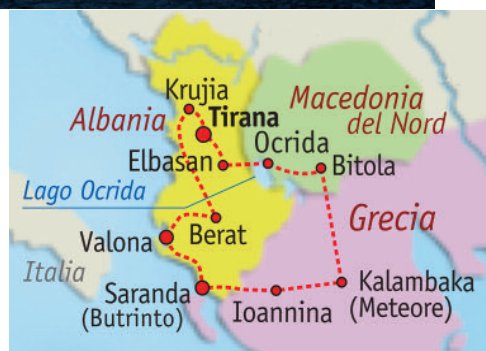 Krujia
Albania
Tirana
Macedonia
del Nord
Ocrida
Elbasan
Bitola
Lago Ocrida
Grecia
Valona
Berat
Italia
Kalambaka
(Meteore)
Saranda
(Butrinto)
Ioannina